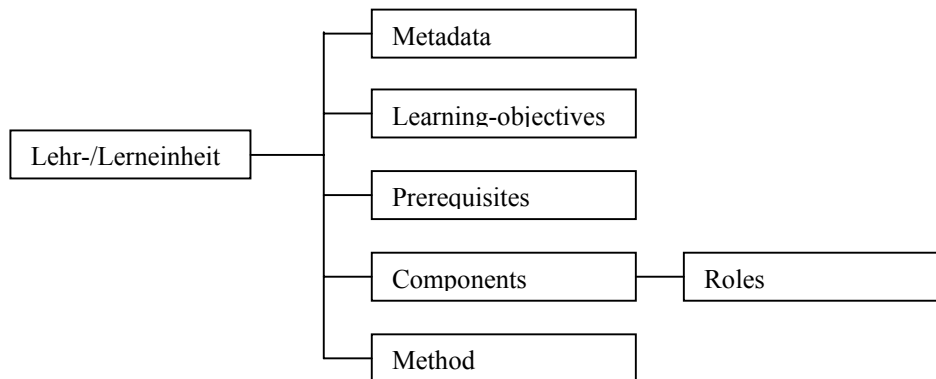 Metadata
Learning-objectives
Lehr-/Lerneinheit
Prerequisites
Components
Roles
Method